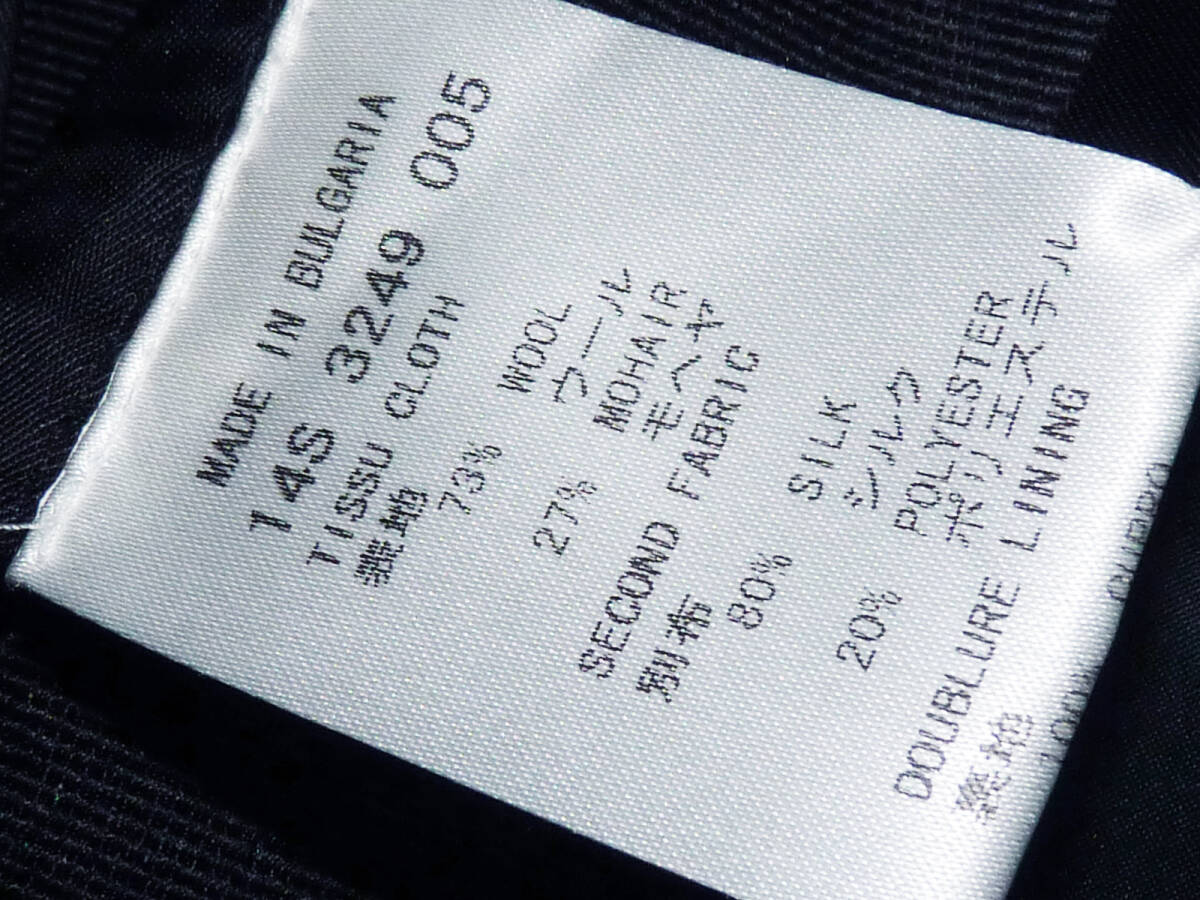 MADE IN BULGARIA
14S 3249 005
TISSU CLOTH
表地
73% WOOL
ウール
27% MOHAIR
モヘヤ
SECOND FABRIC
別布
80% SILK
シルク
20% POLYESTER
ポリエステル
DOUBLURE LINING
裏地